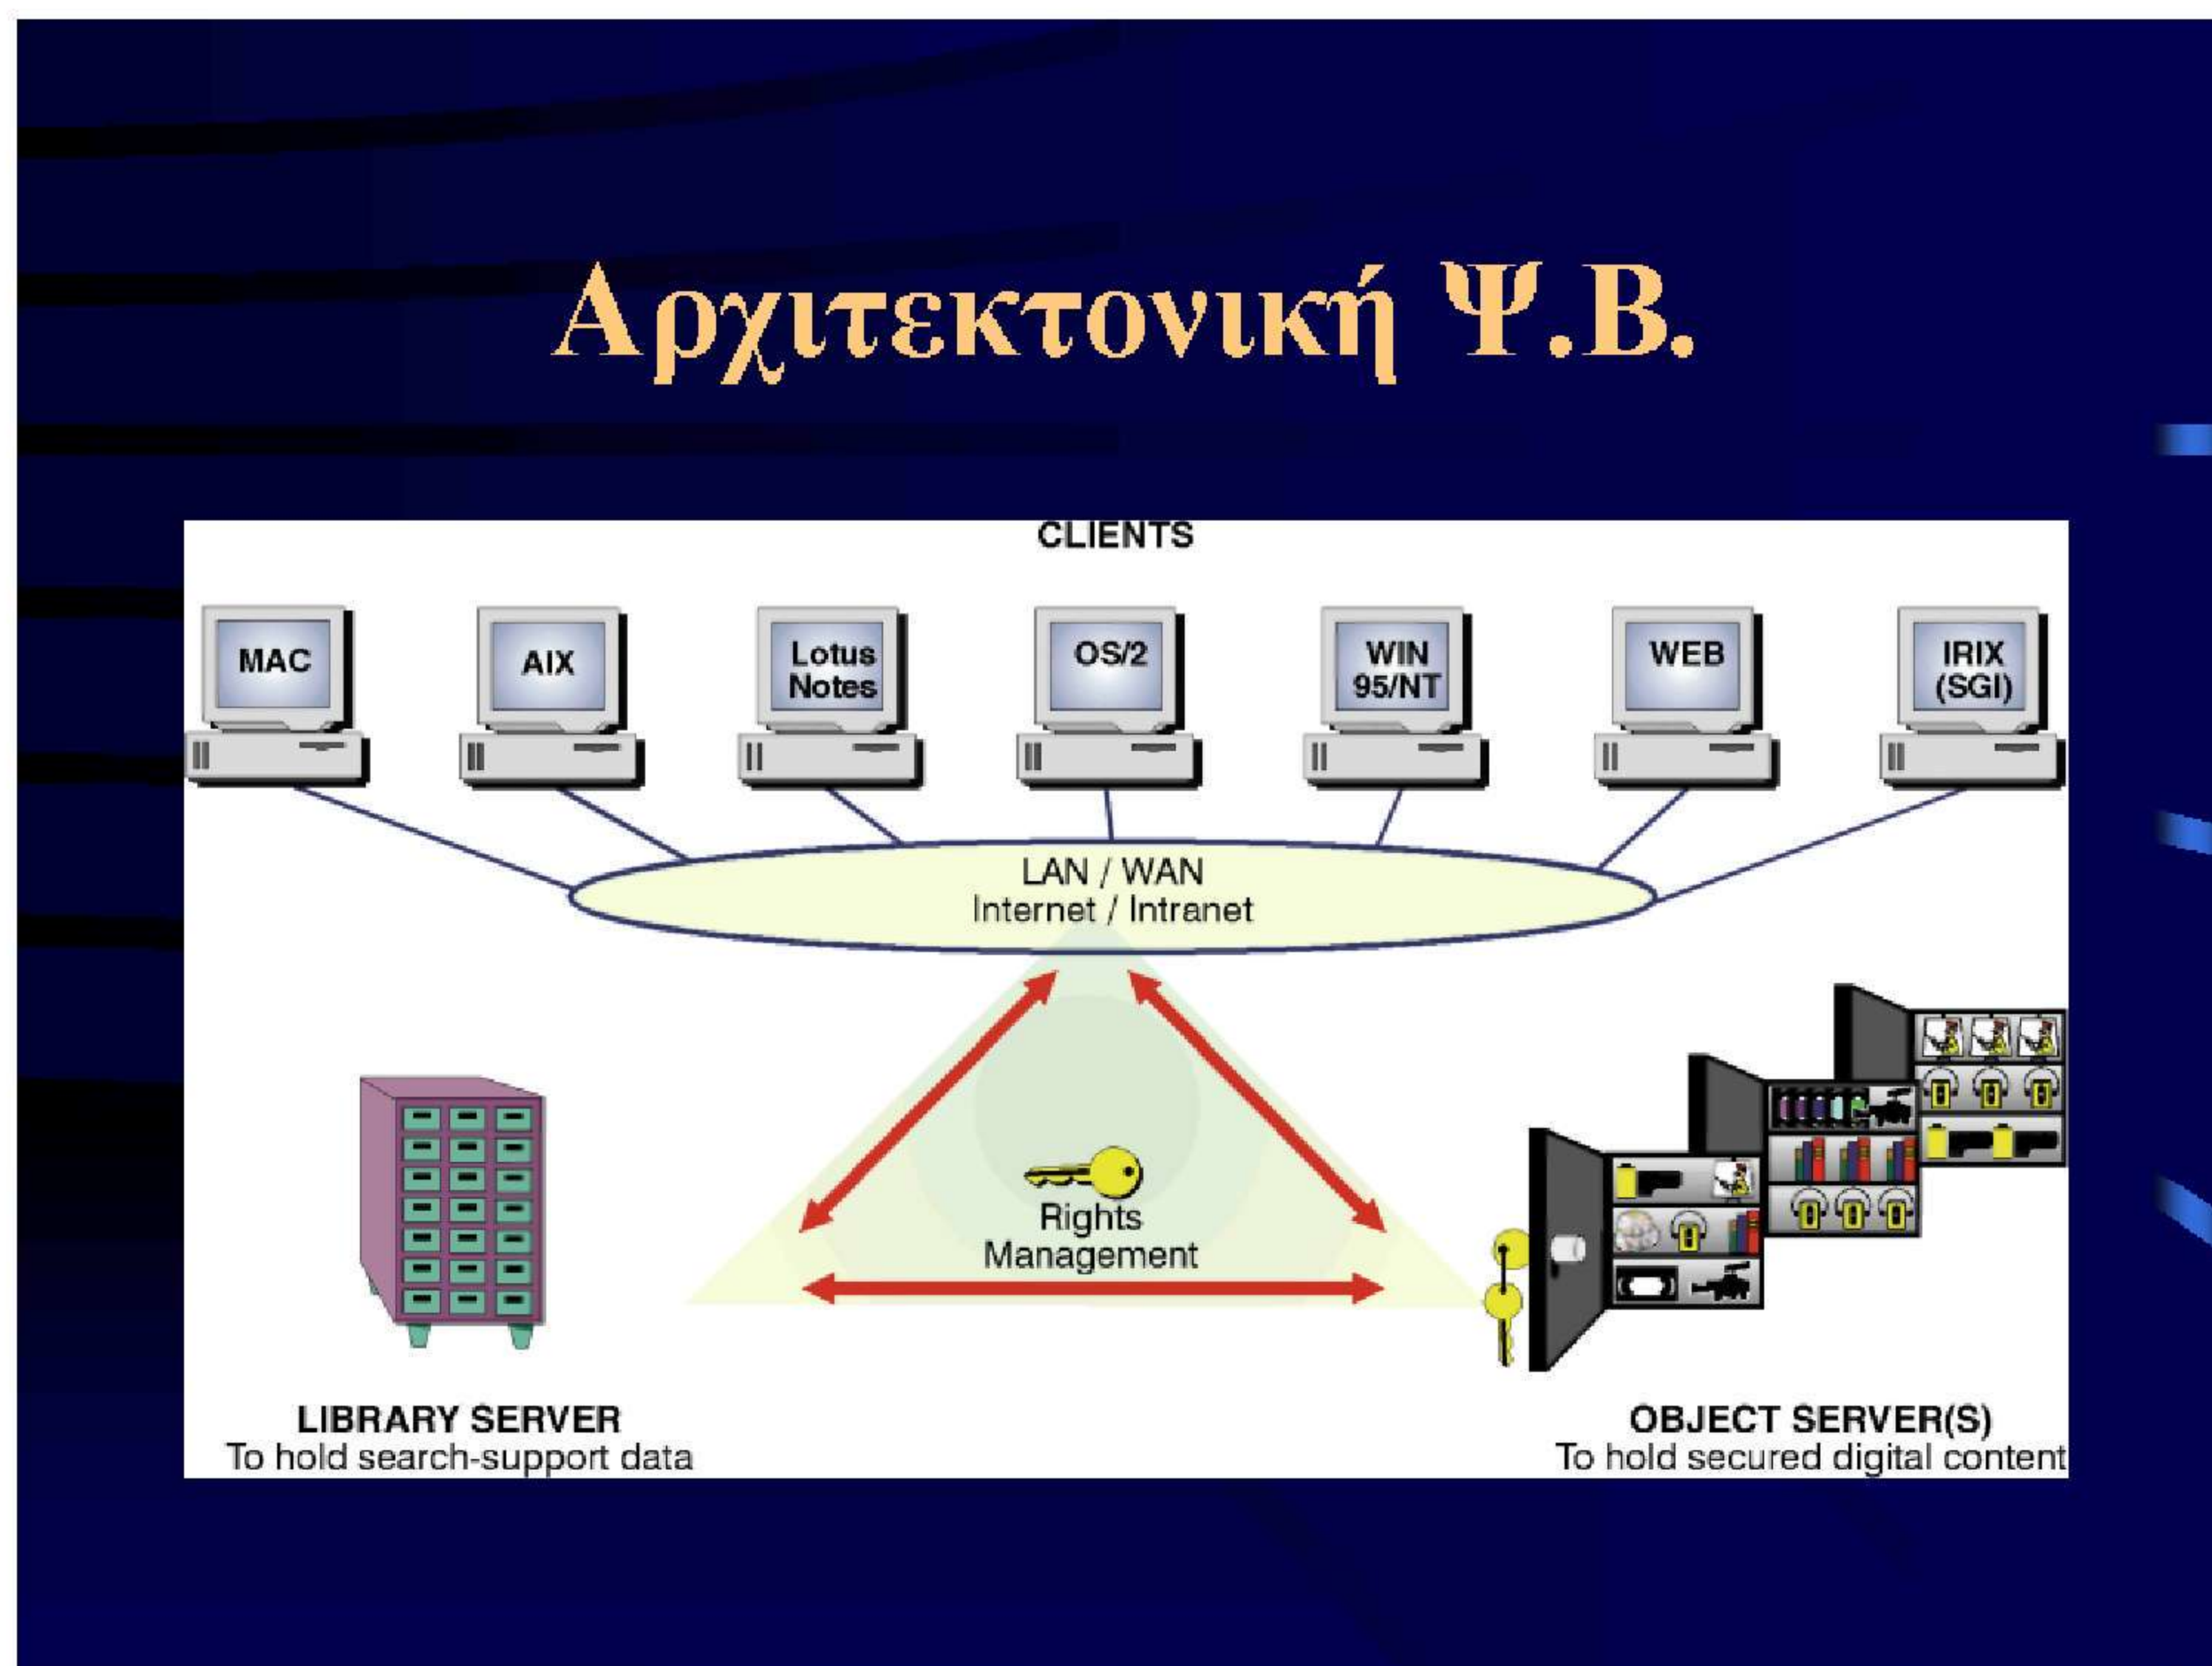 Αρχιτεκτονική Ψ.Β.
CLIENTS
MAC
AIX
Lotus
Notes
OS/2
WIN
95/NT
WEB
IRIX
(SGI)
LAN / WAN
Internet / Intranet
Rights
Management
LIBRARY SERVER
To hold search-support data
OBJECT SERVER(S)
To hold secured digital content